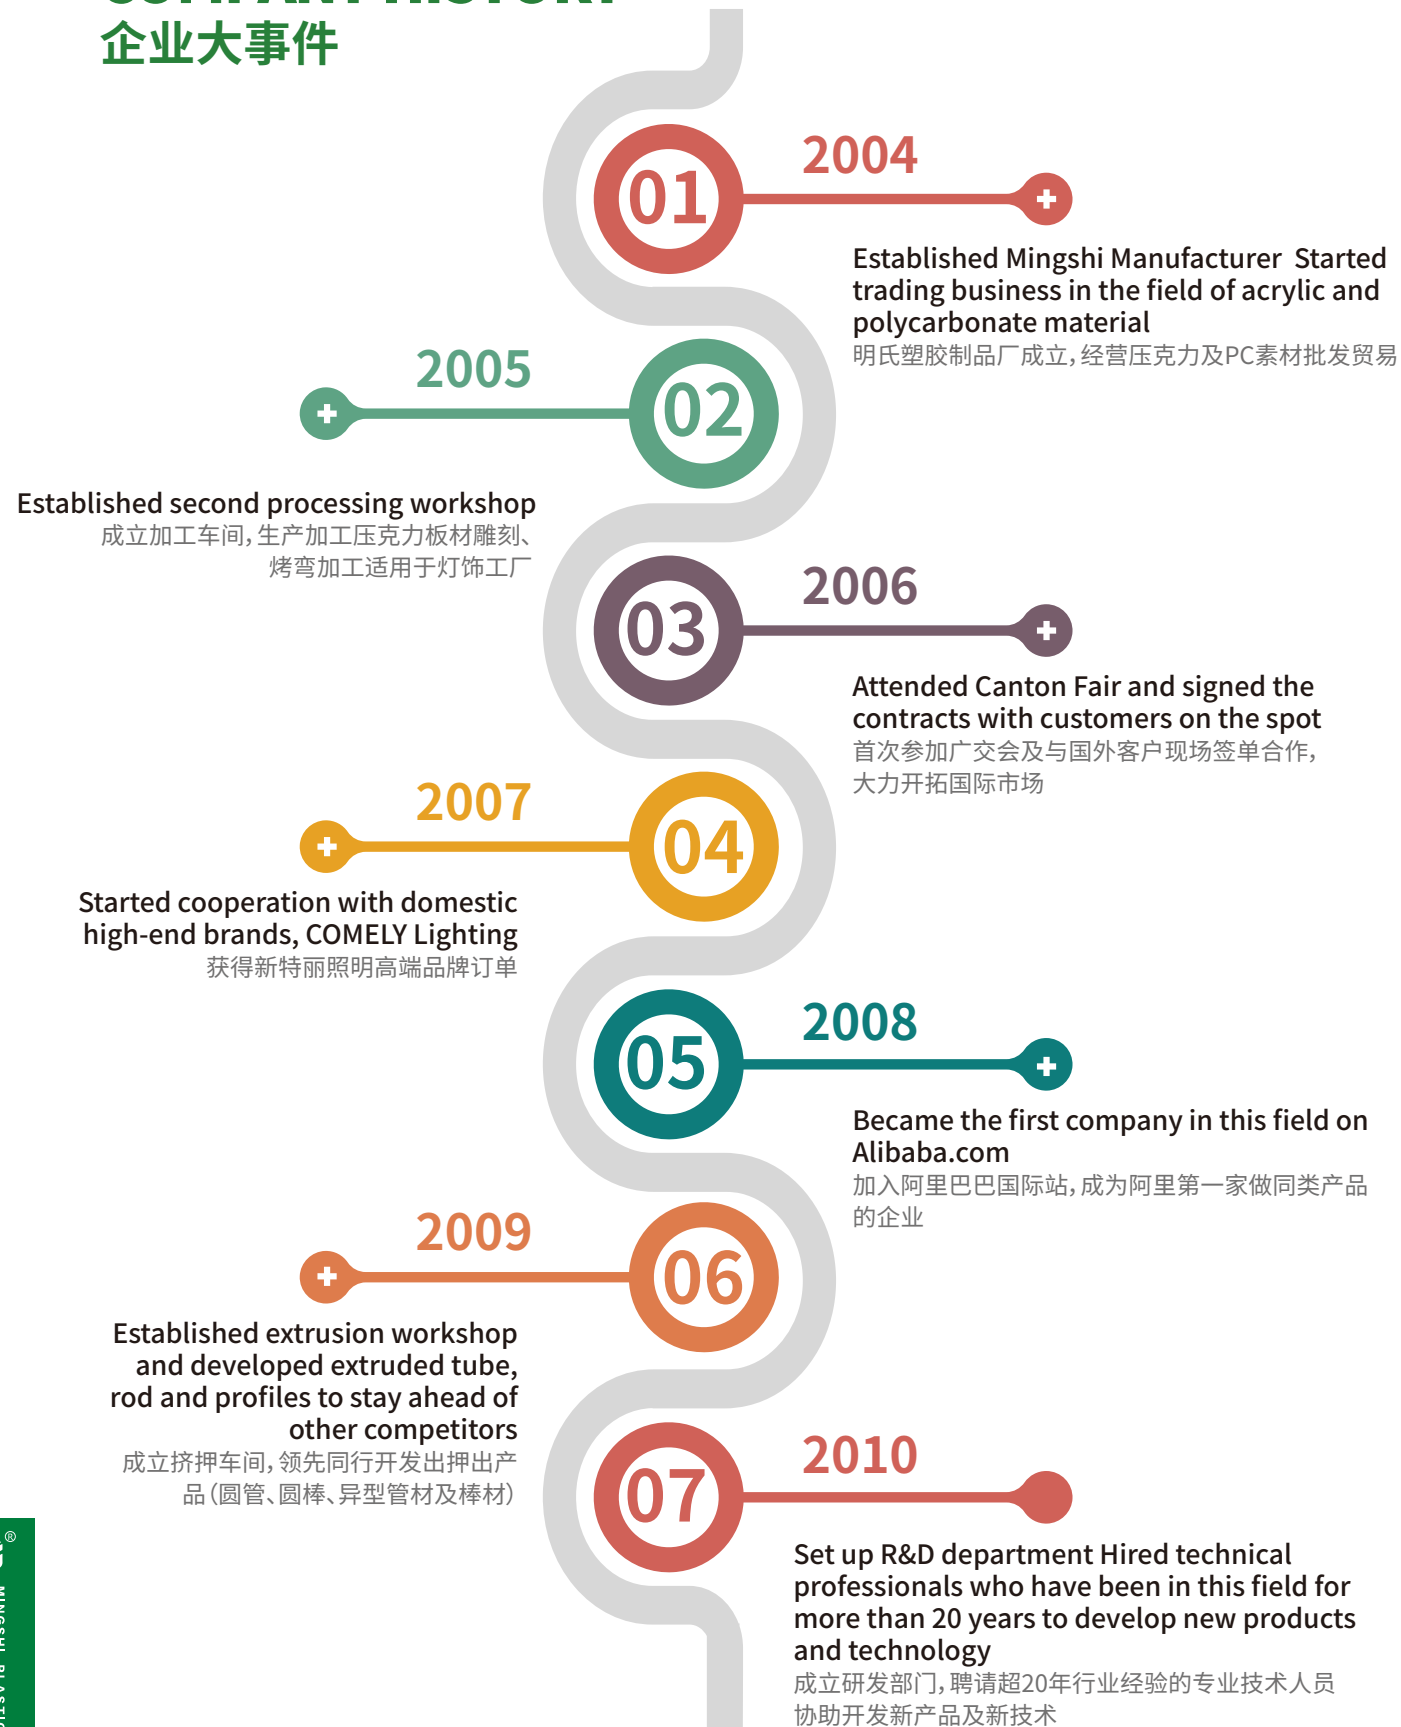 COMPANY HISTORY
企业大事件
01
2004
Established Mingshi Manufacturer  Started
trading business in the field of acrylic and
polycarbonate material
明氏塑胶制品厂成立，经营压克力及PC素材批发贸易
2005
02
Established second processing workshop
成立加工车间，生产加工压克力板材雕刻、
烤弯加工适用于灯饰工厂
03
2006
Attended Canton Fair and signed the
contracts with customers on the spot
首次参加广交会及与国外客户现场签单合作，
大力开拓国际市场
2007
04
Started cooperation with domestic
high-end brands, COMELY Lighting
获得新特丽照明高端品牌订单
05
2008
Became the first company in this field on
Alibaba.com
加入阿里巴巴国际站，成为阿里第一家做同类产品
的企业
2009
06
Established extrusion workshop
and developed extruded tube,
rod and profiles to stay ahead of
other competitors
成立挤押车间，领先同行开发出押出产
品（圆管、圆棒、异型管材及棒材）
07
2010
Set up R&D department Hired technical
professionals who have been in this field for
more than 20 years to develop new products
and technology
成立研发部门，聘请超20年行业经验的专业技术人员
协助开发新产品及新技术
®
MINGSHI